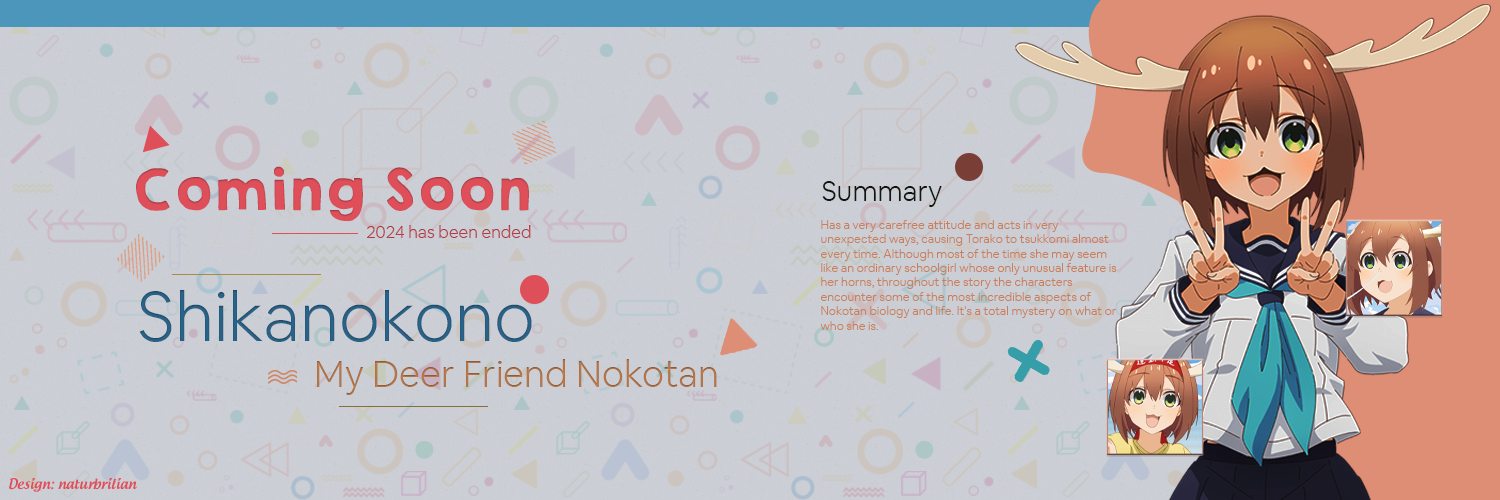 Coming Soon
2024 has been ended
Shikanokono
My Deer Friend Nokotan
Summary
Has a very carefree attitude and acts in very
unexpected ways, causing Torako to tsukkomi almost
every time. Although most of the time she may seem
like an ordinary schoolgirl whose only unusual feature is
her horns, throughout the story the characters
encounter some of the most incredible aspects of
Nokotan biology and life. It's a total mystery on what or
who she is.
Design: naturbrilian